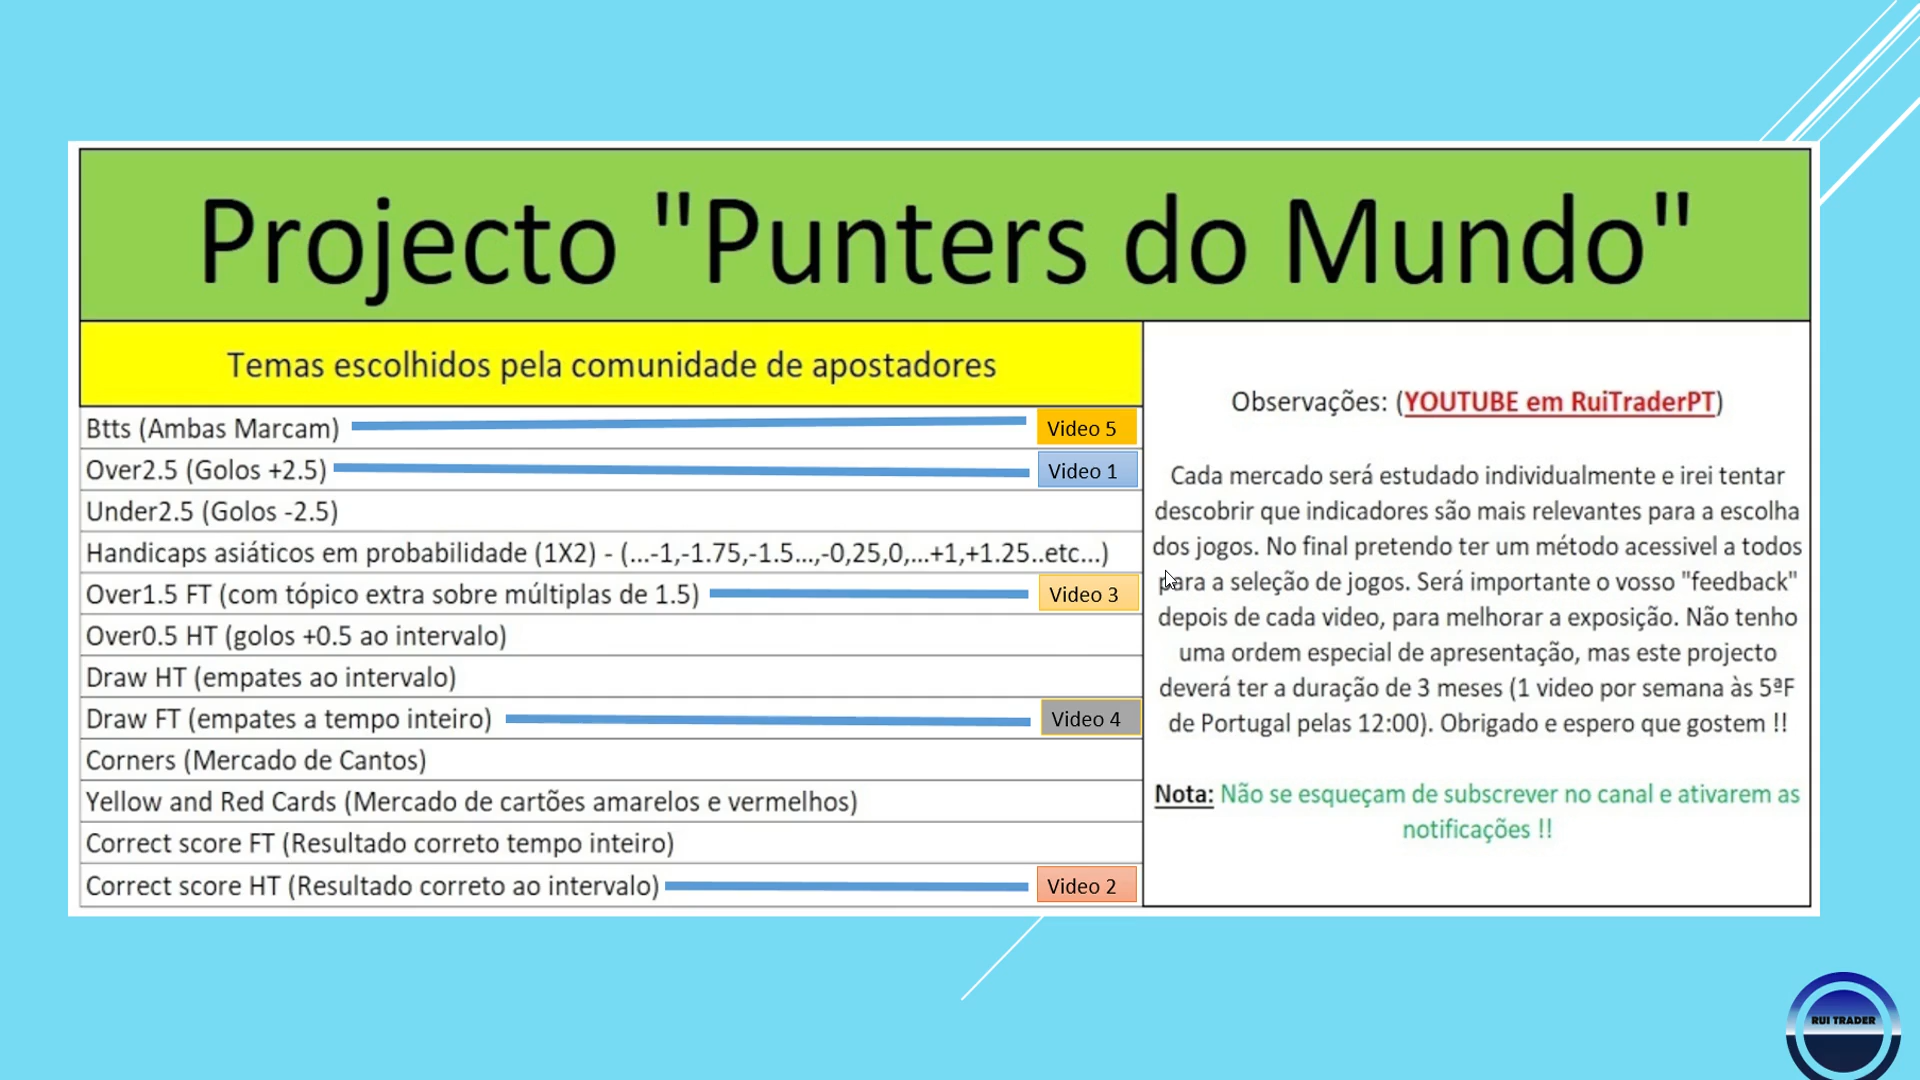 Projecto "Punters do Mundo"
Temas escolhidos pela comunidade de apostadores
Btts (Ambas Marcam)
Video 5
Over2.5 (Golos +2.5)
Video 1
Under2.5 (Golos -2.5)
Handicaps asiáticos em probabilidade (1X2) - (...-1,-1.75,-1.5...,-0,25,0,...+1,+1.25..etc...)
Over1.5 FT (com tópico extra sobre múltiplas de 1.5)
Video 3
Over0.5 HT (golos +0.5 ao intervalo)
Draw HT (empates ao intervalo)
Draw FT (empates a tempo inteiro)
Video 4
Corners (Mercado de Cantos)
Yellow and Red Cards (Mercado de cartões amarelos e vermelhos)
Correct score FT (Resultado correto tempo inteiro)
Correct score HT (Resultado correto ao intervalo)
Video 2
Observações: (YOUTUBE em RuiTraderPT)
Cada mercado será estudado individualmente e irei tentar
descobrir que indicadores são mais relevantes para a escolha
dos jogos. No final pretendo ter um método acessivel a todos
para a seleção de jogos. Será importante o vosso "feedback"
depois de cada video, para melhorar a exposição. Não tenho
uma ordem especial de apresentação, mas este projecto
deverá ter a duração de 3 meses (1 video por semana às 5ªF
de Portugal pelas 12:00). Obrigado e espero que gostem !!
Nota: Não se esqueçam de subscrever no canal e ativarem as
notificações !!
RUI TRADER